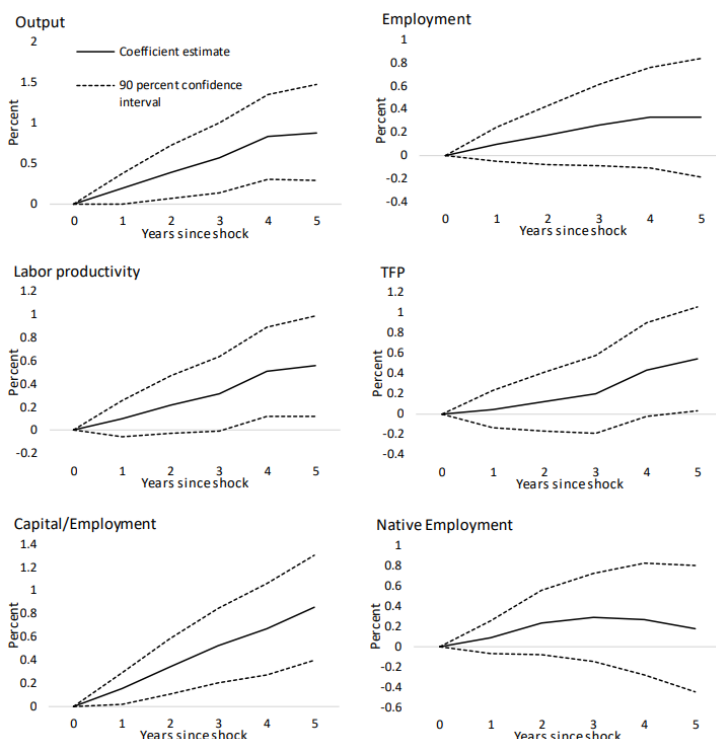 Output
2
1.5
1
0.5
0
Percent
Coefficient estimate
90 percent confidence
interval
0 1 2 3 4 5
Years since shock
Employment
1
0.8
0.6
0.4
0.2
0
-0.2
-0.4
Percent
0 1 2 3 4 5
Years since shock
Labor productivity
1.2
1
0.8
0.6
0.4
0.2
0
-0.2
Percent
0 1 2 3 4 5
Years since shock
TFP
1.2
1
0.8
0.6
0.4
0.2
0
-0.2
-0.4
Percent
0 1 2 3 4 5
Years since shock
Capital/Employment
1.4
1.2
1
0.8
0.6
0.4
0.2
0
Percent
0 1 2 3 4 5
Years since shock
Native Employment
1
0.8
0.6
0.4
0.2
0
-0.2
-0.4
-0.6
Percent
0 1 2 3 4 5
Years since shock